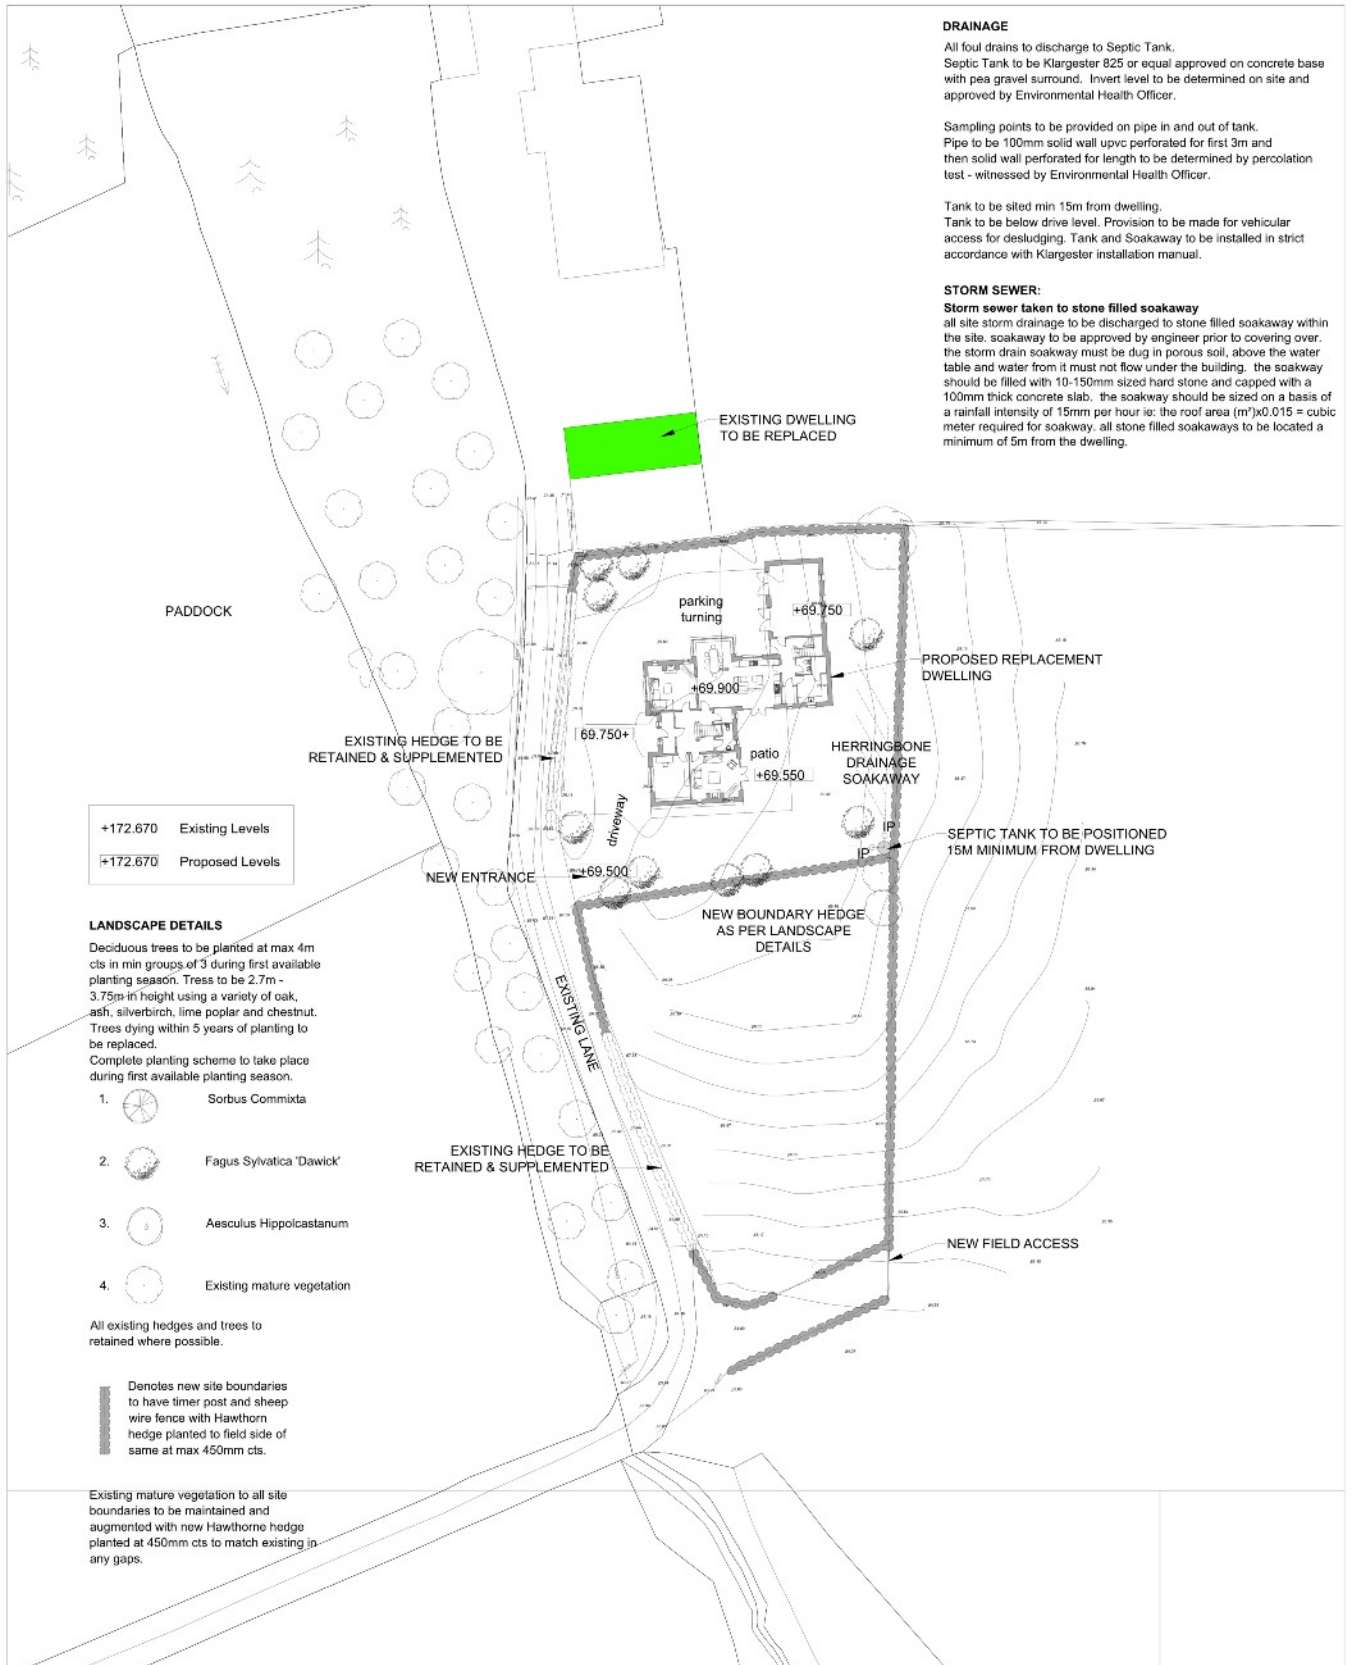 DRAINAGE
All foul drains to discharge to Septic Tank.
Septic Tank to be Klargester 825 or equal approved on concrete base
with pea gravel surround. Invert level to be determined on site and
approved by Environmental Health Officer.
Sampling points to be provided on pipe in and out of tank.
Pipe to be 100mm solid wall upvc perforated for first 3m and
then solid wall perforated for length to be determined by percolation
test - witnessed by Environmental Health Officer.
Tank to be sited min 15m from dwelling.
Tank to be below drive level. Provision to be made for vehicular
access for desludging. Tank and Soakaway to be installed in strict
accordance with Klargester installation manual.
STORM SEWER:
Storm sewer taken to stone filled soakaway
all site storm drainage to be discharged to stone filled soakaway within
the site. soakaway to be approved by engineer prior to covering over.
the storm drain soakway must be dug in porous soil, above the water
table and water from it must not flow under the building. the soakway
should be filled with 10-150mm sized hard stone and capped with a
100mm thick concrete slab. the soakway should be sized on a basis of
a rainfall intensity of 15mm per hour ie: the roof area (m²)x0.015 = cubic
meter required for soakway. all stone filled soakaways to be located a
minimum of 5m from the dwelling.
EXISTING DWELLING
TO BE REPLACED
PADDOCK
parking
turning
+69.750
PROPOSED REPLACEMENT
DWELLING
+69.900
69.750+
EXISTING HEDGE TO BE
RETAINED & SUPPLEMENTED
patio
+69.550
HERRINGBONE
DRAINAGE
SOAKAWAY
driveway
IP
IP
SEPTIC TANK TO BE POSITIONED
15M MINIMUM FROM DWELLING
NEW ENTRANCE
+69.500
NEW BOUNDARY HEDGE
AS PER LANDSCAPE
DETAILS
EXISTING LANE
EXISTING HEDGE TO BE
RETAINED & SUPPLEMENTED
NEW FIELD ACCESS
+172.670 Existing Levels
+172.670 Proposed Levels
LANDSCAPE DETAILS
Deciduous trees to be planted at max 4m
cts in min groups of 3 during first available
planting season. Tress to be 2.7m -
3.75m in height using a variety of oak,
ash, silverbirch, lime poplar and chestnut.
Trees dying within 5 years of planting to
be replaced.
Complete planting scheme to take place
during first available planting season.
1. Sorbus Commixta
2. Fagus Sylvatica 'Dawick'
3. Aesculus Hippolcastanum
4. Existing mature vegetation
All existing hedges and trees to
retained where possible.
Denotes new site boundaries
to have timer post and sheep
wire fence with Hawthorn
hedge planted to field side of
same at max 450mm cts.
Existing mature vegetation to all site
boundaries to be maintained and
augmented with new Hawthorne hedge
planted at 450mm cts to match existing in
any gaps.